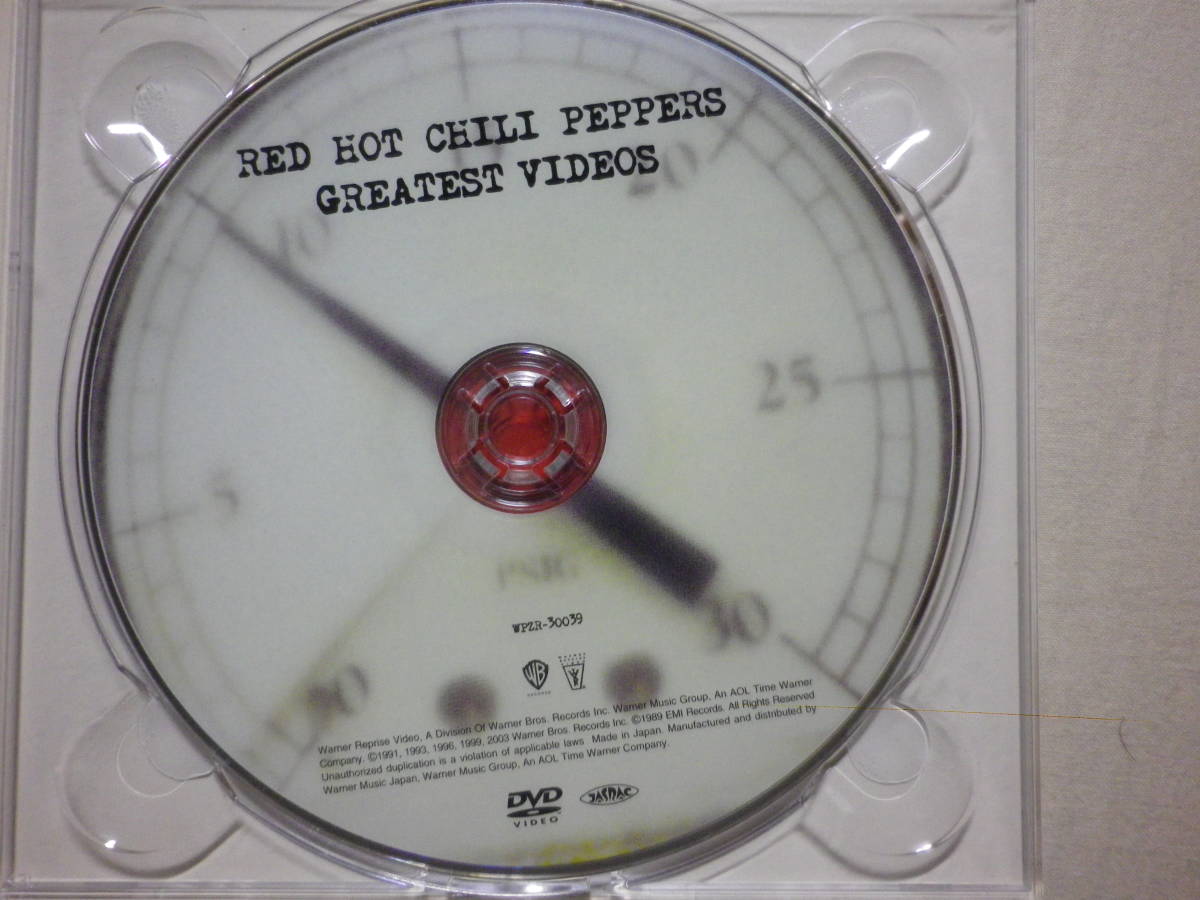 RED HOT CHILI PEPPERS
GREATEST VIDEOS
10
20
25
5
PSIG
30
WPZR-30039
WB
RECORDS
Warner Reprise Video, A Division Of Warner Bros. Records Inc. Warner Music Group, An AOL Time Warner
Company. ©1991, 1993, 1996, 1999, 2003 Warner Bros. Records Inc. ©1989 EMI Records. All Rights Reserved
Unauthorized duplication is a violation of applicable laws Made in Japan. Manufactured and distributed by
Warner Music Japan, Warner Music Group, An AOL Time Warner Company.
DVD
VIDEO
JASRAC